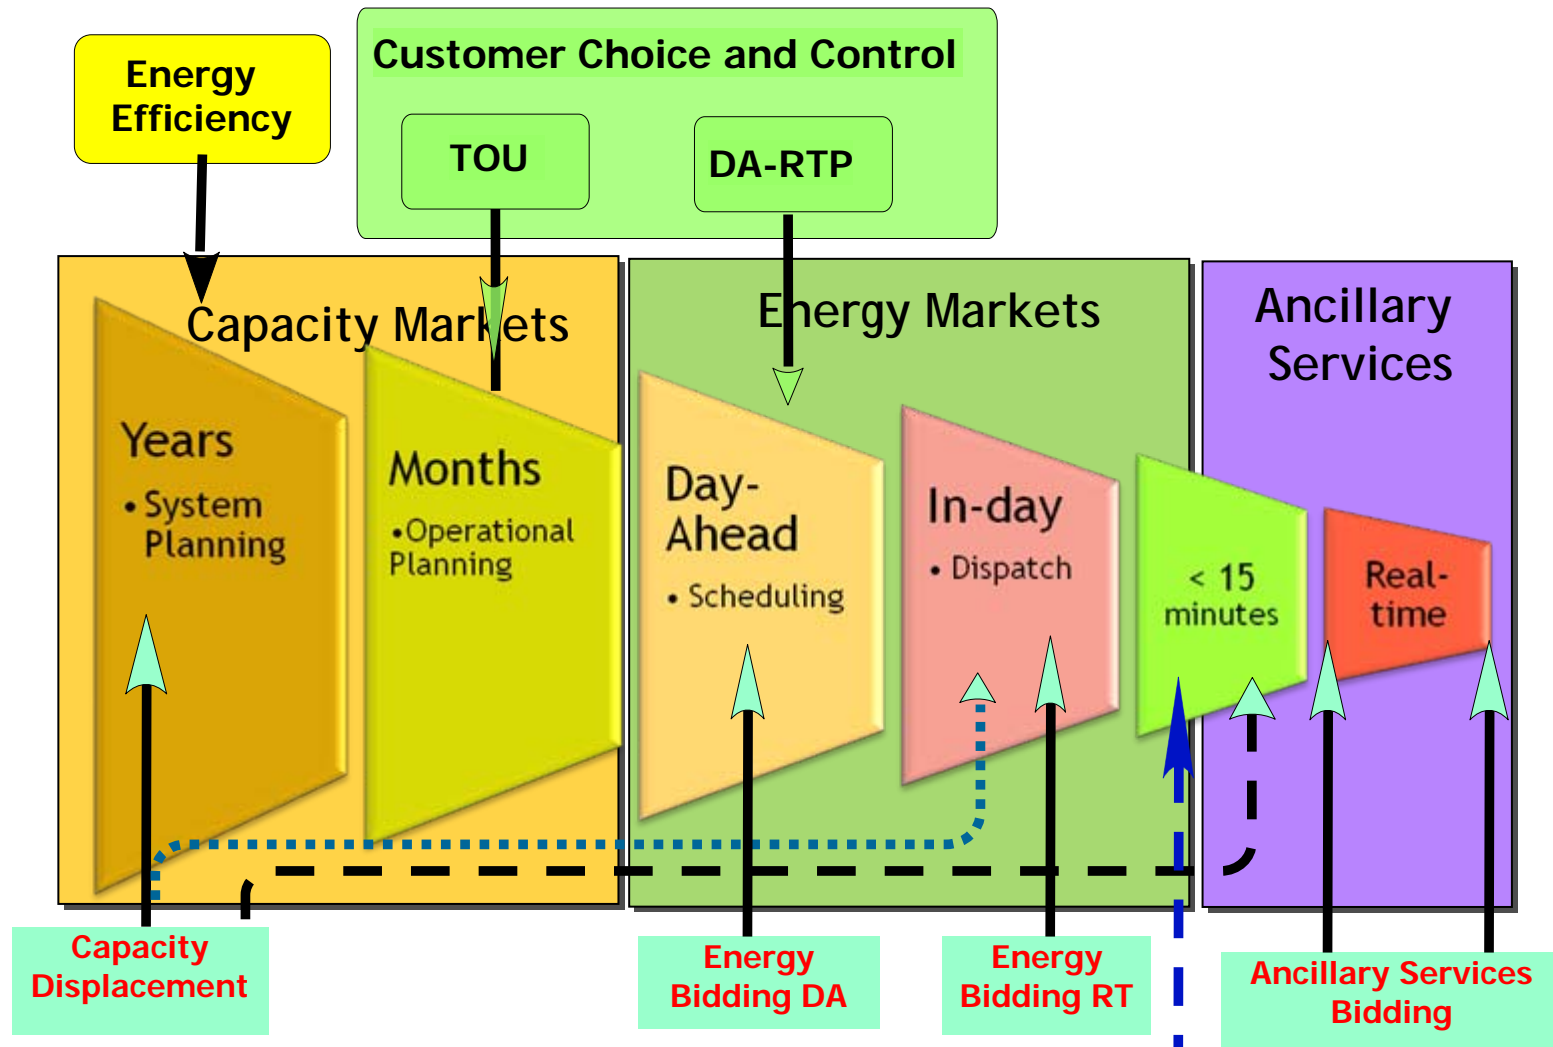 Energy
Efficiency
Customer Choice and Control
TOU
DA-RTP
Capacity Markets
Energy Markets
Ancillary
Services
Years
• System
Planning
Months
•Operational
Planning
Day-
Ahead
• Scheduling
In-day
• Dispatch
< 15
minutes
Real-
time
Capacity
Displacement
Energy
Bidding DA
Energy
Bidding RT
Ancillary Services
Bidding